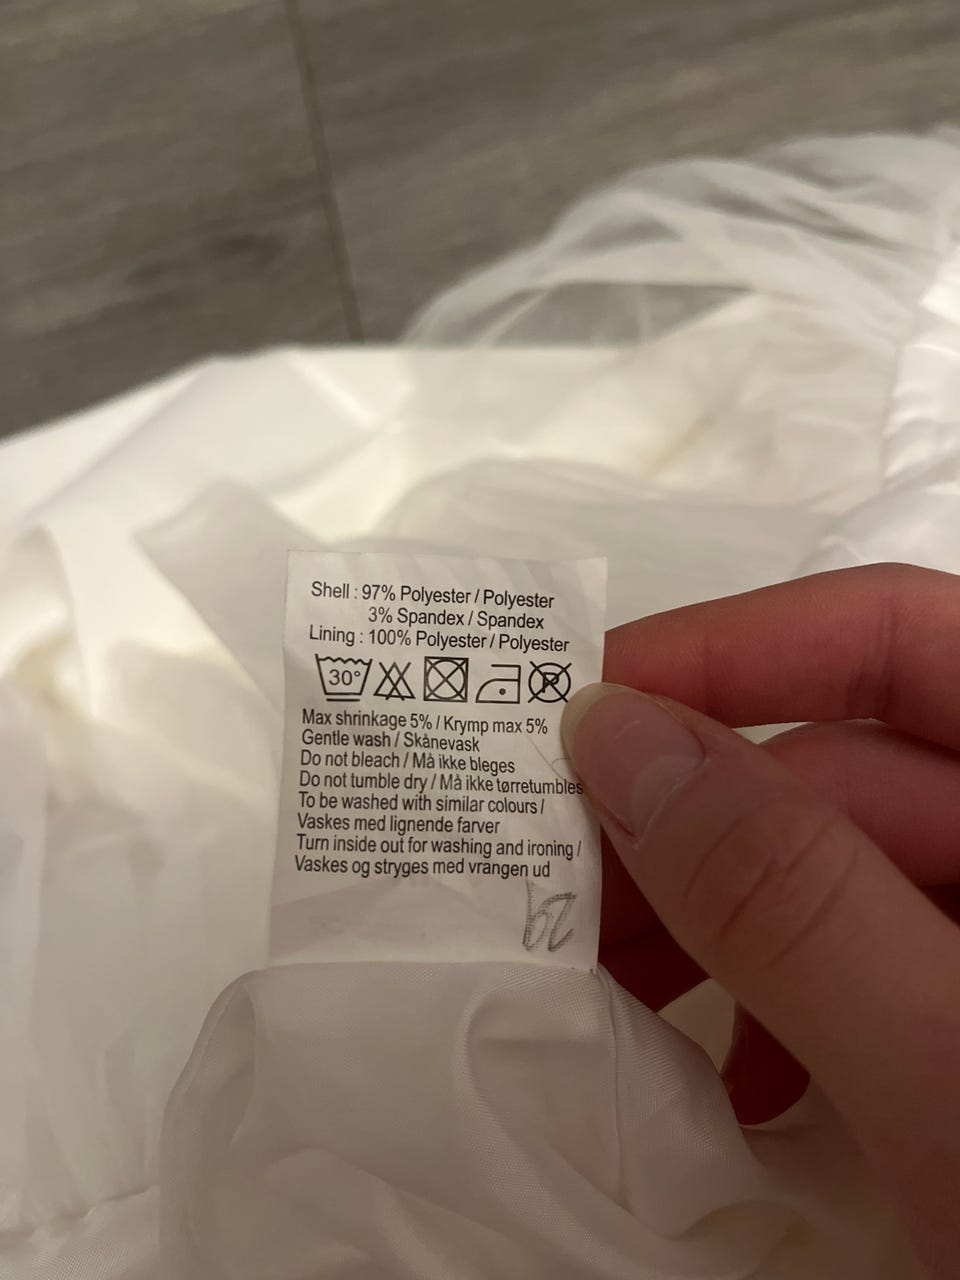 Shell : 97% Polyester / Polyester
3% Spandex / Spandex
Lining : 100% Polyester / Polyester
30°
P
Max shrinkage 5% / Krymp max 5%
Gentle wash / Skånevask
Do not bleach / Må ikke bleges
Do not tumble dry / Må ikke tørretumbles
To be washed with similar colours /
Vaskes med lignende farver
Turn inside out for washing and ironing /
Vaskes og stryges med vrangen ud